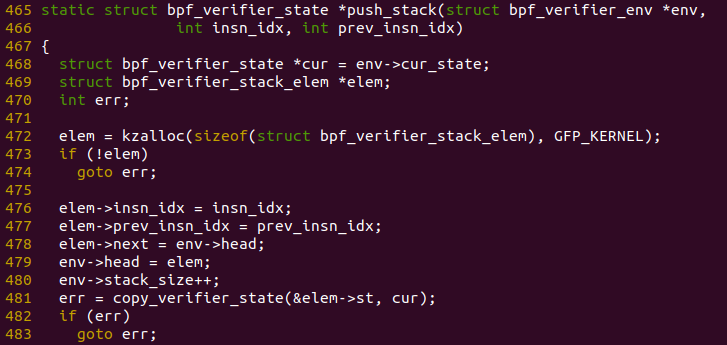 465 static struct bpf_verifier_state *push_stack(struct bpf_verifier_env *env,
466                int insn_idx, int prev_insn_idx)
467 {
468   struct bpf_verifier_state *cur = env->cur_state;
469   struct bpf_verifier_stack_elem *elem;
470   int err;
471
472   elem = kzalloc(sizeof(struct bpf_verifier_stack_elem), GFP_KERNEL);
473   if (!elem)
474     goto err;
475
476   elem->insn_idx = insn_idx;
477   elem->prev_insn_idx = prev_insn_idx;
478   elem->next = env->head;
479   env->head = elem;
480   env->stack_size++;
481   err = copy_verifier_state(&elem->st, cur);
482   if (err)
483     goto err;